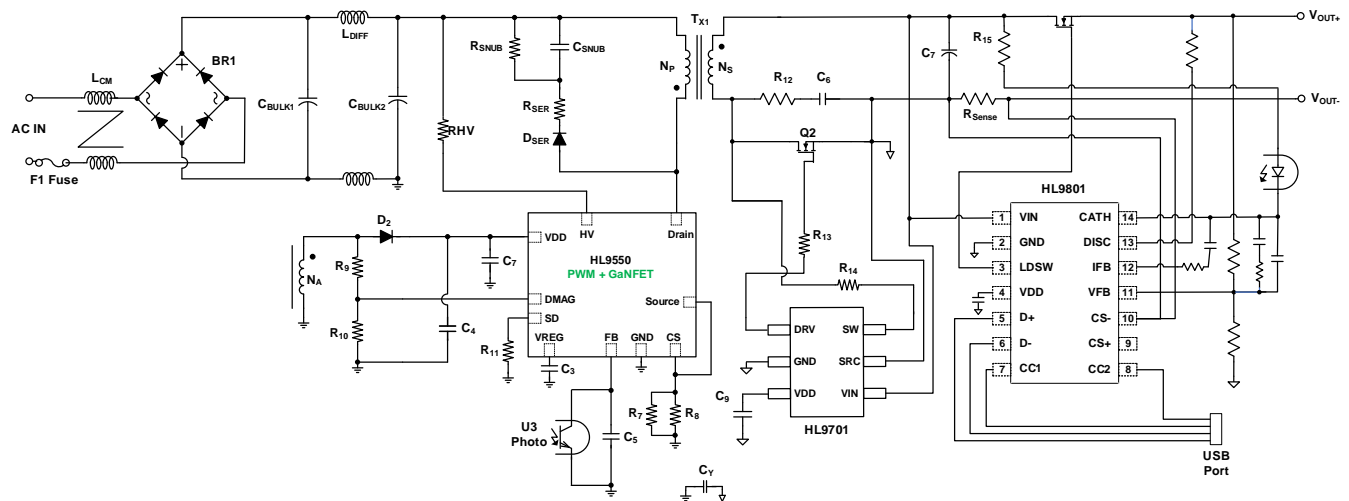 TX1
VOUT+
LDIFF
RSNUB
CSNUB
R15
C7
BR1
+
LCM
NP
NS
R12
C6
~
~
CBULK1
CBULK2
RSER
RSense
VOUT-
AC IN
RHV
DSER
Q2
−
F1 Fuse
HL9801
D2
HV
Drain
1 VIN CATH 14
VDD
HL9550
PWM + GaNFET
R13
2 GND DISC 13
NA
R9
C7
R14
3 LDSW IFB 12
DMAG
Source
4 VDD VFB 11
R10
C4
SD
DRV SW
5 D+ CS- 10
R11
VREG FB GND CS
6 D- CS+ 9
C3
GND SRC
7 CC1 CC2 8
VDD VIN
C9
R7
R8
U3
Photo
C5
HL9701
USB
Port
CY